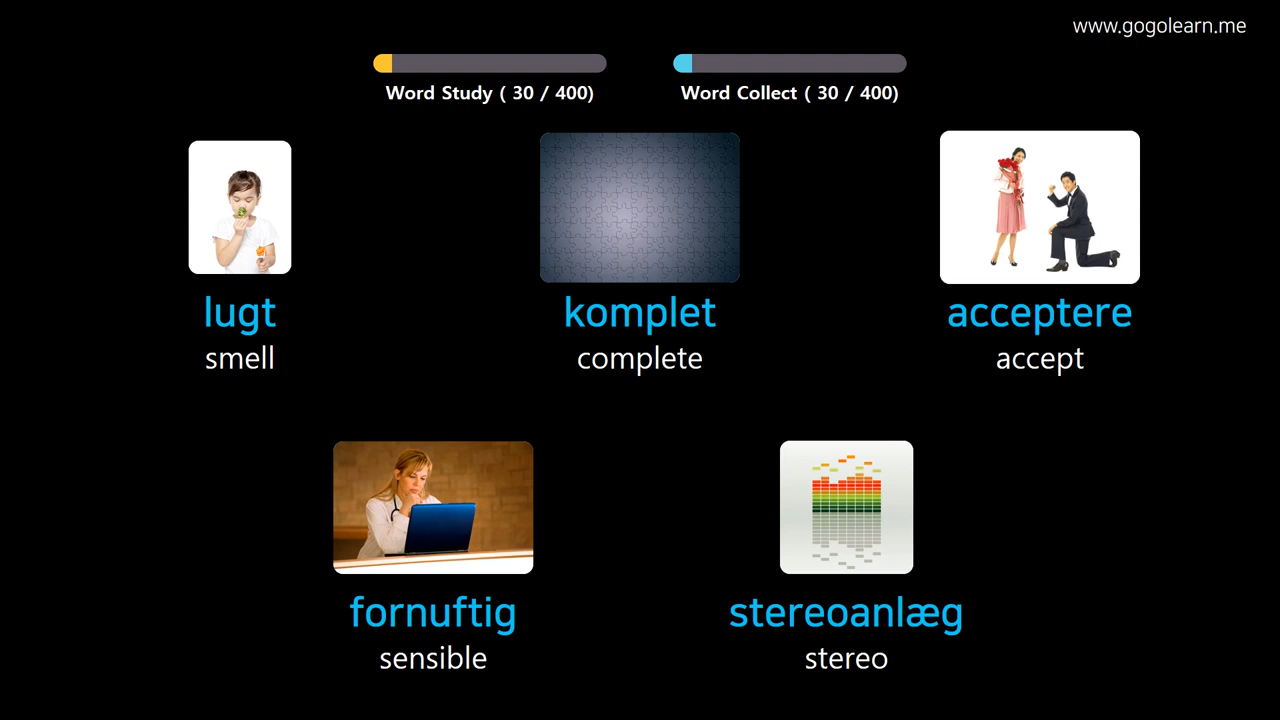 www.gogolearn.me
Word Study ( 30 / 400)
Word Collect ( 30 / 400)
lugt
smell
komplet
complete
acceptere
accept
fornuftig
sensible
stereoanlæg
stereo